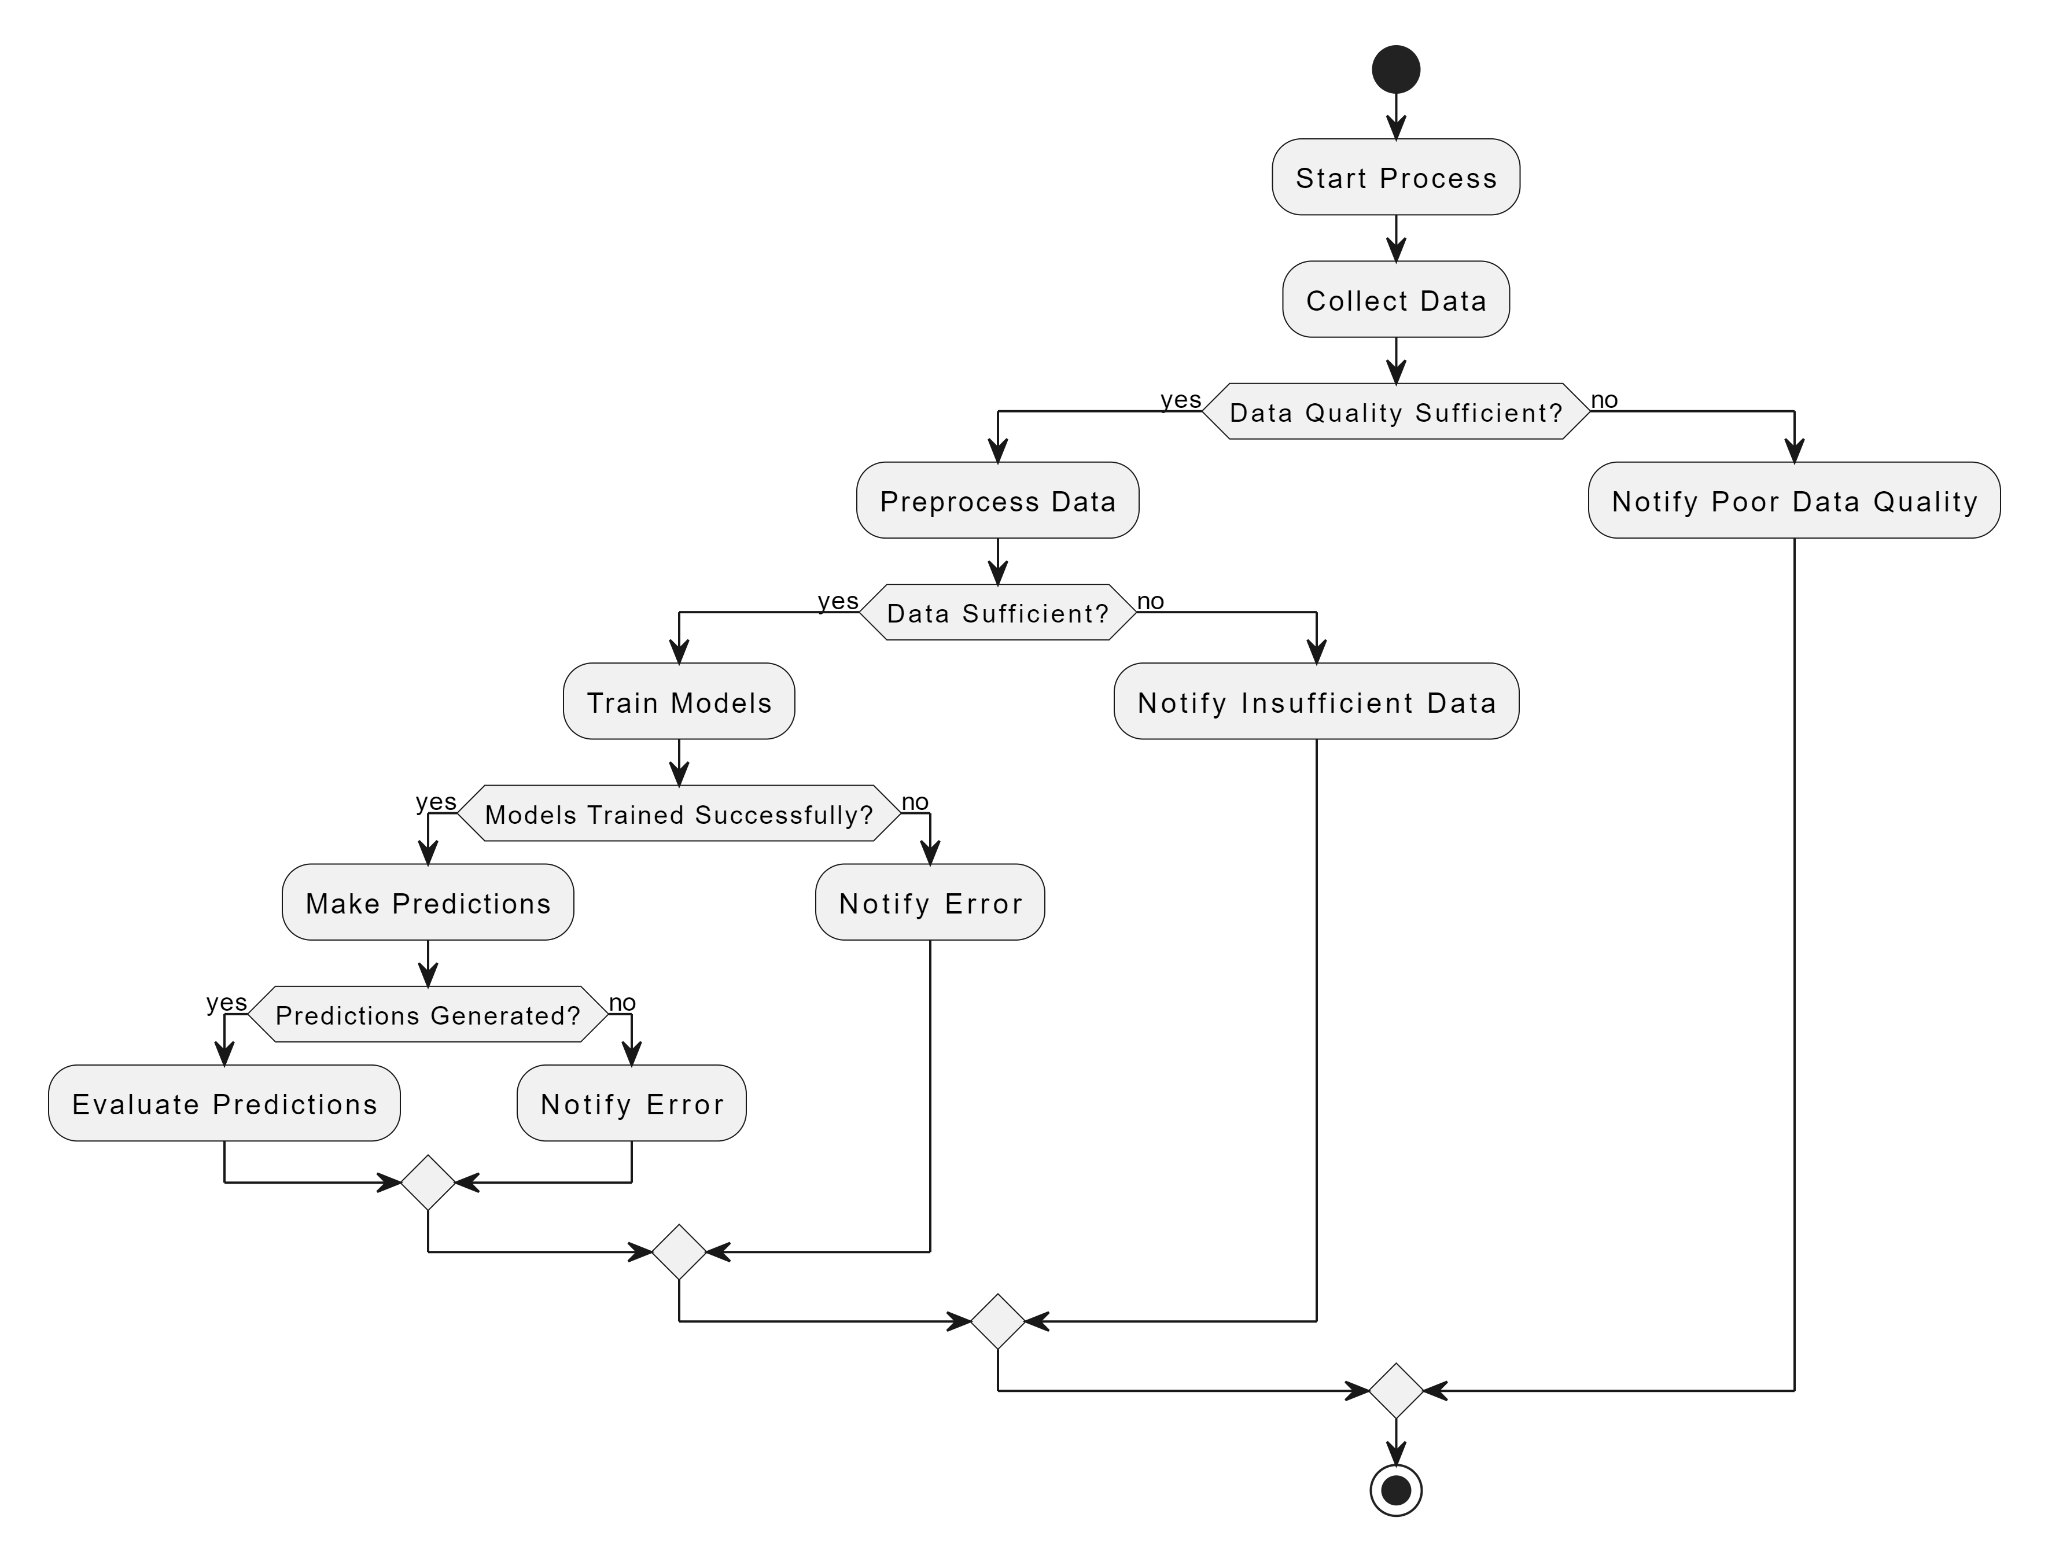 Start Process
Collect Data
yes
Data Quality Sufficient?
no
Preprocess Data
Notify Poor Data Quality
yes
Data Sufficient?
no
Train Models
Notify Insufficient Data
yes
Models Trained Successfully?
no
Make Predictions
Notify Error
yes
Predictions Generated?
no
Evaluate Predictions
Notify Error